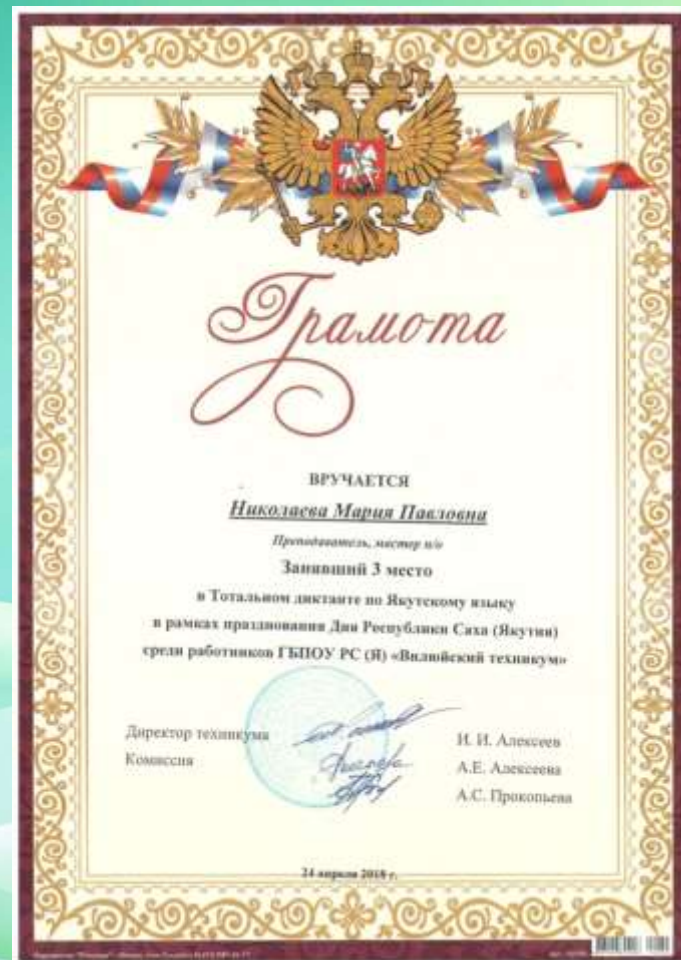 Грамота
ВРУЧАЕТСЯ
Николаева Мария Павловна
Преподаватель, мастер п/о
Занявший 3 место
в Тотальном диктанте по Якутскому языку
в рамках празднования Дня Республики Саха (Якутия)
среди работников ГБПОУ РС (Я) «Вилюйский техникум»
Директор техникума И. И. Алексеев
Комиссия А.Е. Алексеева
А.С. Прокопьева
24 апреля 2018 г.